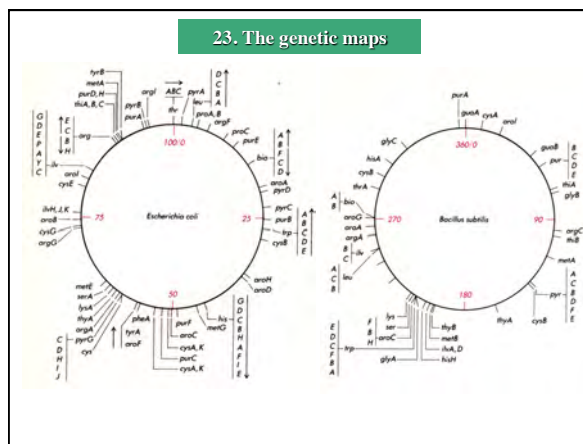 23. The genetic maps
tyrB
metA
purD, H
thiA, B, C
argI
pyrB
purA
ABC
thr
pyrA
leu
D
C
B
A
proA, B
argF
proC
purE
bio
A
B
F
C
D
aroA
pyrD
pyrC
purB
trp
A
B
C
D
E
cysB
aroH
aroD
his
metG
G
D
C
B
H
A
F
I
E
purF
aroC
cysA, K
purC
cysA, K
tyrA
aroF
pheA
cys
C
D
H
I
J
pyrG
argA
thyA
lysA
serA
metE
argG
cysG
aroB
ilvH, J, K
cysE
aroI
ilv
G
D
E
P
A
Y
C
arg
E
C
B
H
100/0
25
50
75
Escherichia coli
purA
guaA
cysA
aroI
guaB
pur
B
C
D
E
thiA
glyB
argC
thiB
metA
pyr
A
C
B
D
F
E
cysB
thyA
thyB
metB
ilvA, D
hisH
glyA
trp
E
D
C
F
B
A
aroC
F
B
H
ser
lys
leu
A
C
B
ilv
B
C
argA
aroA
aroG
bio
A
B
thrA
cysB
hisA
glyC
360/0
90
180
270
Bacillus subtilis